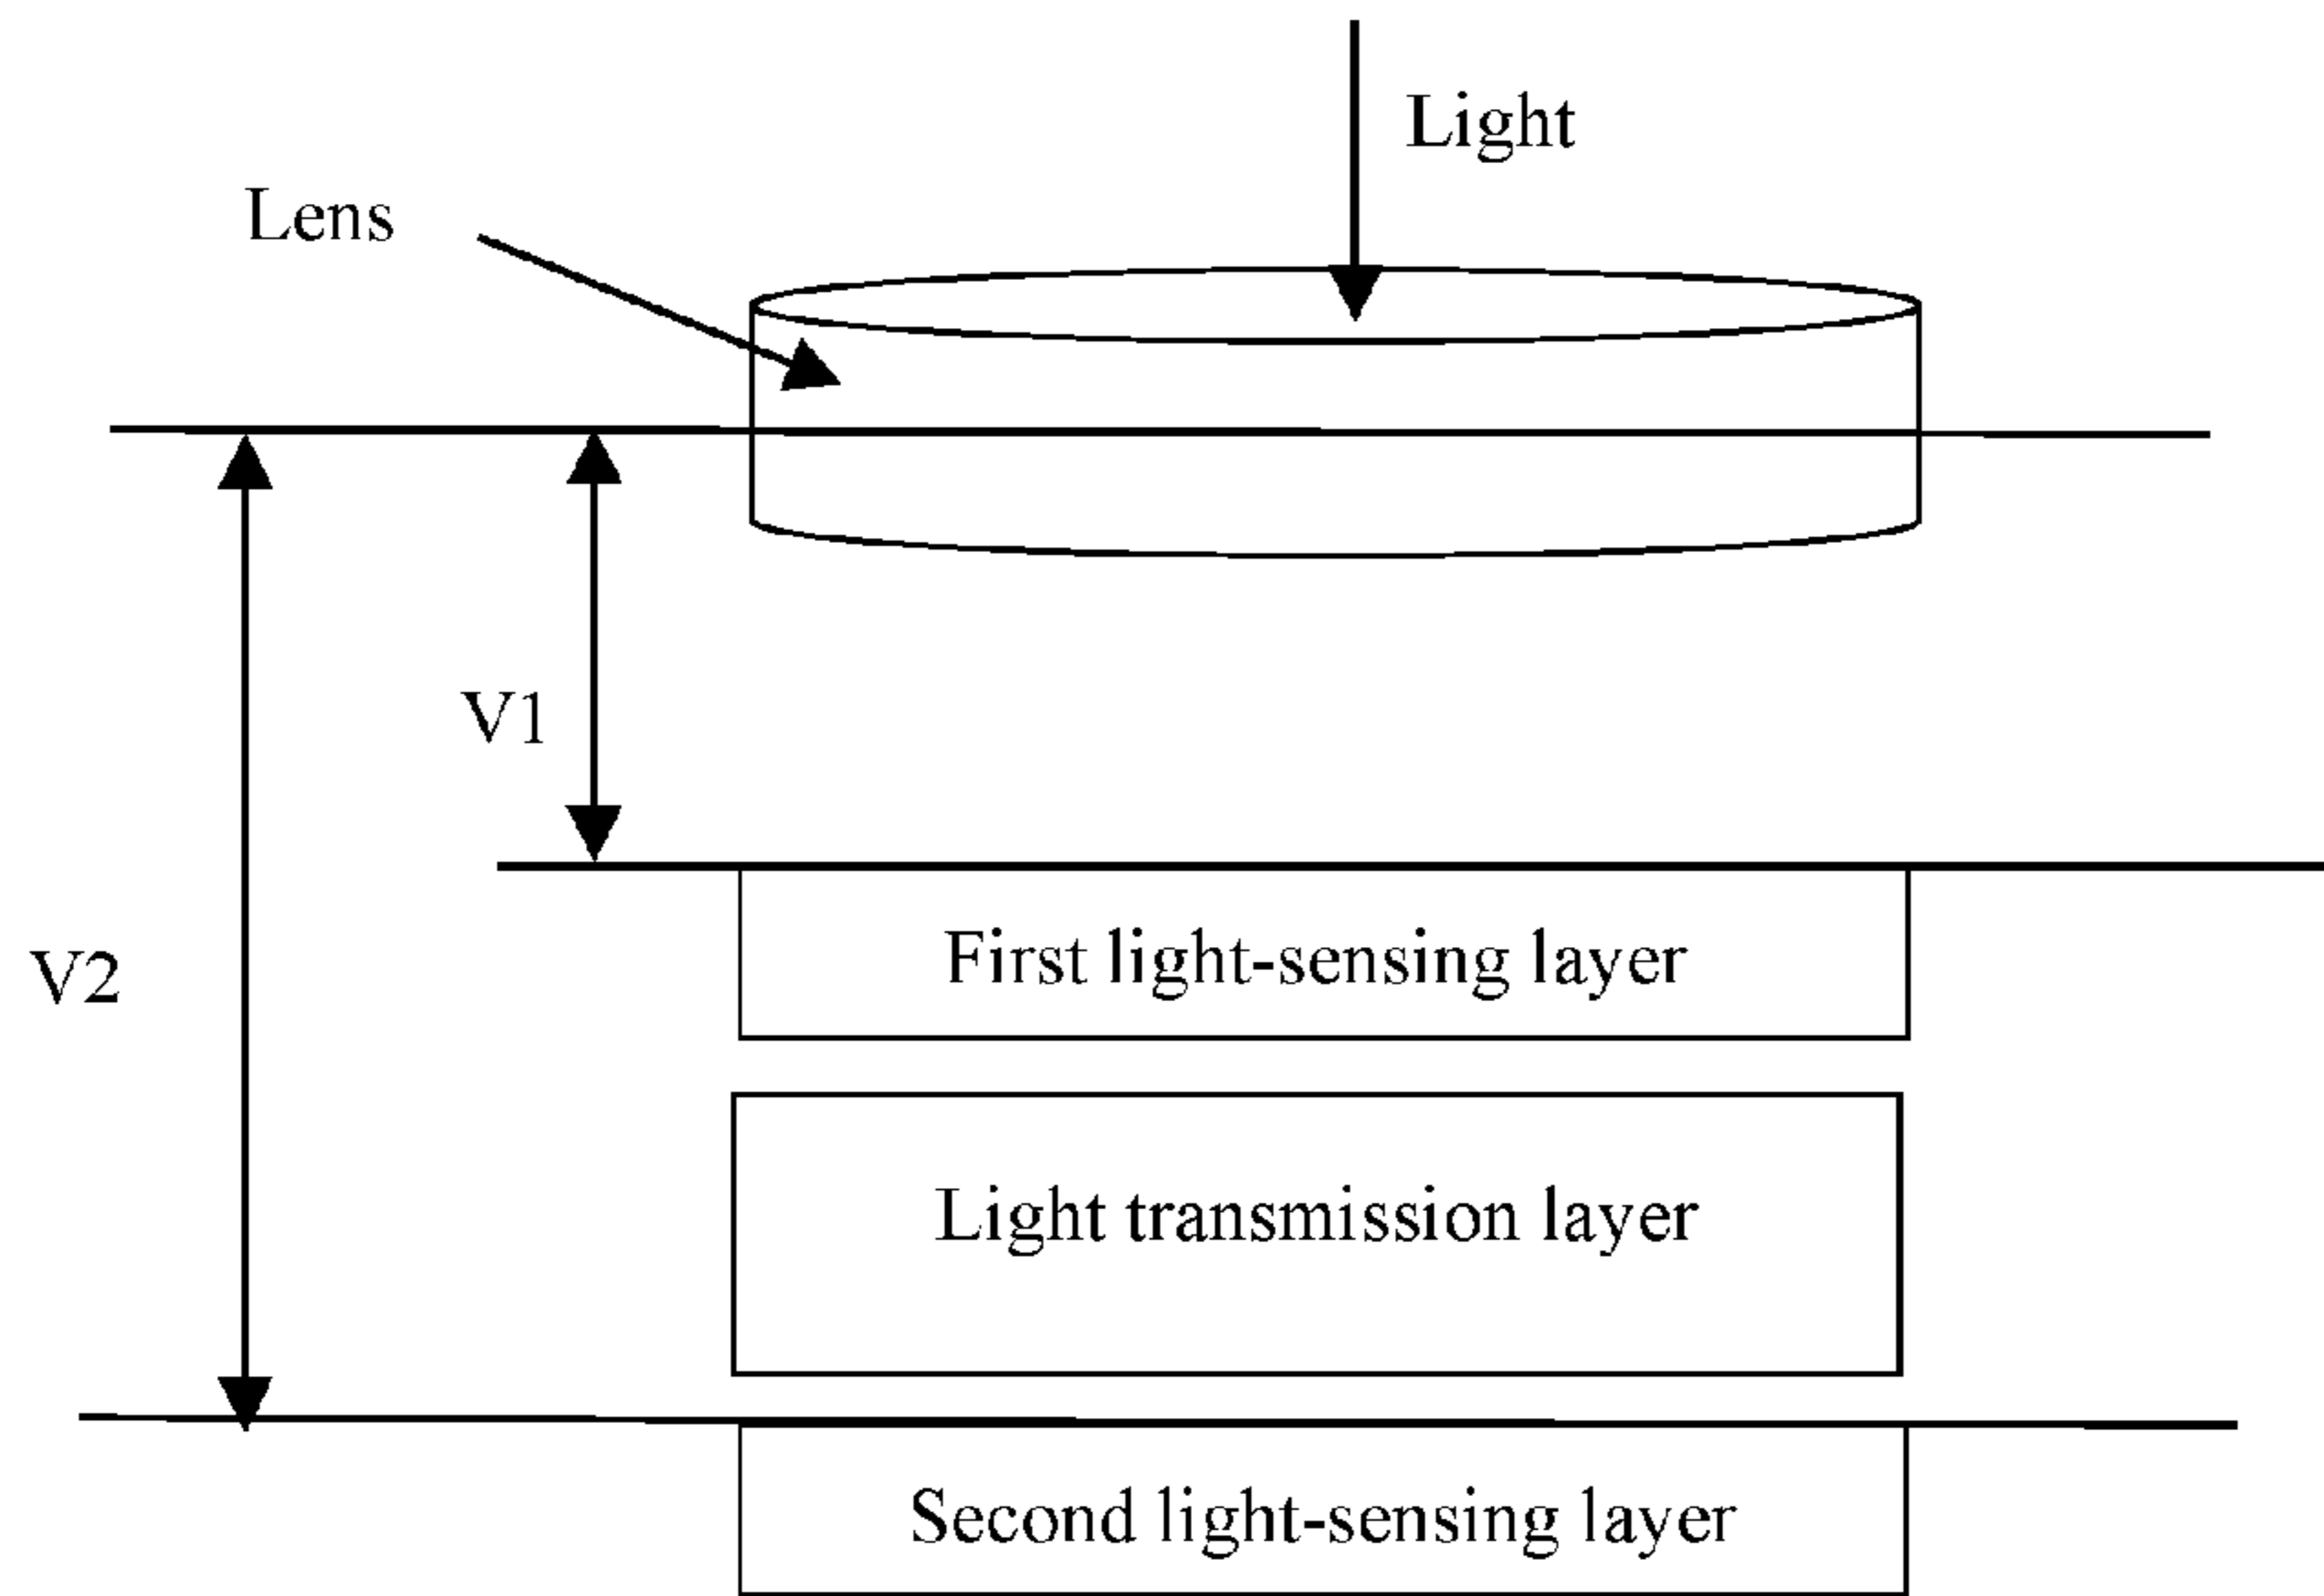 Light
Lens
V1
First light-sensing layer
V2
Light transmission layer
Second light-sensing layer